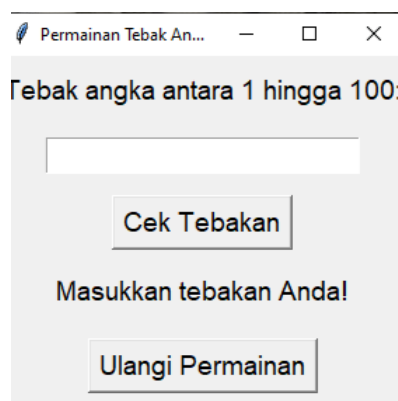 Permainan Tebak An...
Tebak angka antara 1 hingga 100:
Cek Tebakan
Masukkan tebakan Anda!
Ulangi Permainan